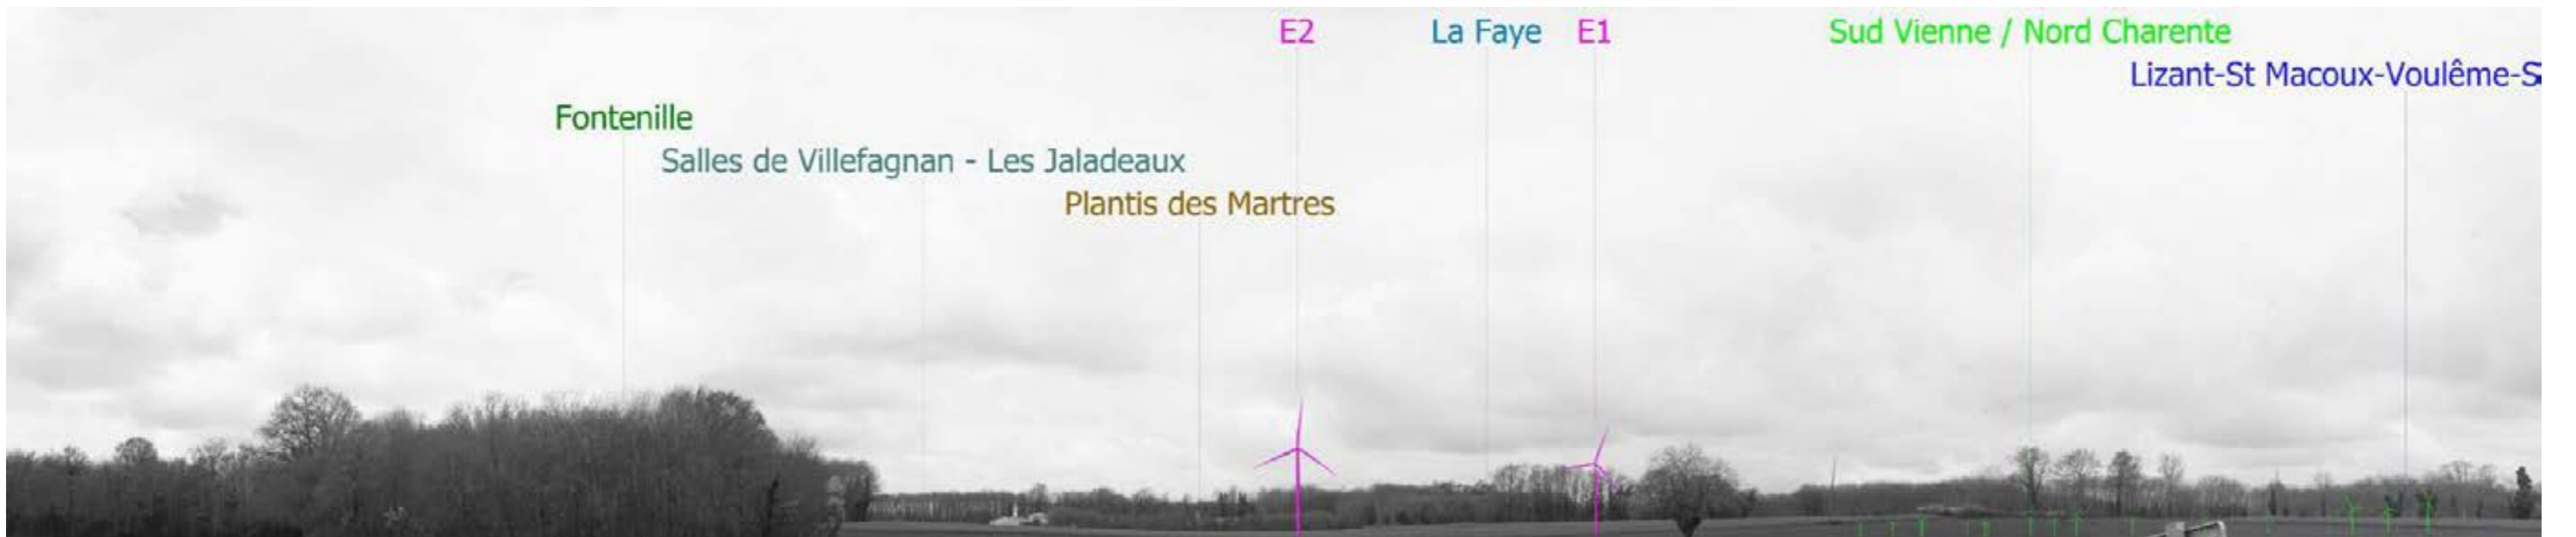 E2 La Faye E1 Sud Vienne / Nord Charente
Lizant-St Macoux-Voulême-S
Fontenille
Salles de Villefagnan - Les Jaladeaux
Plantis des Martres